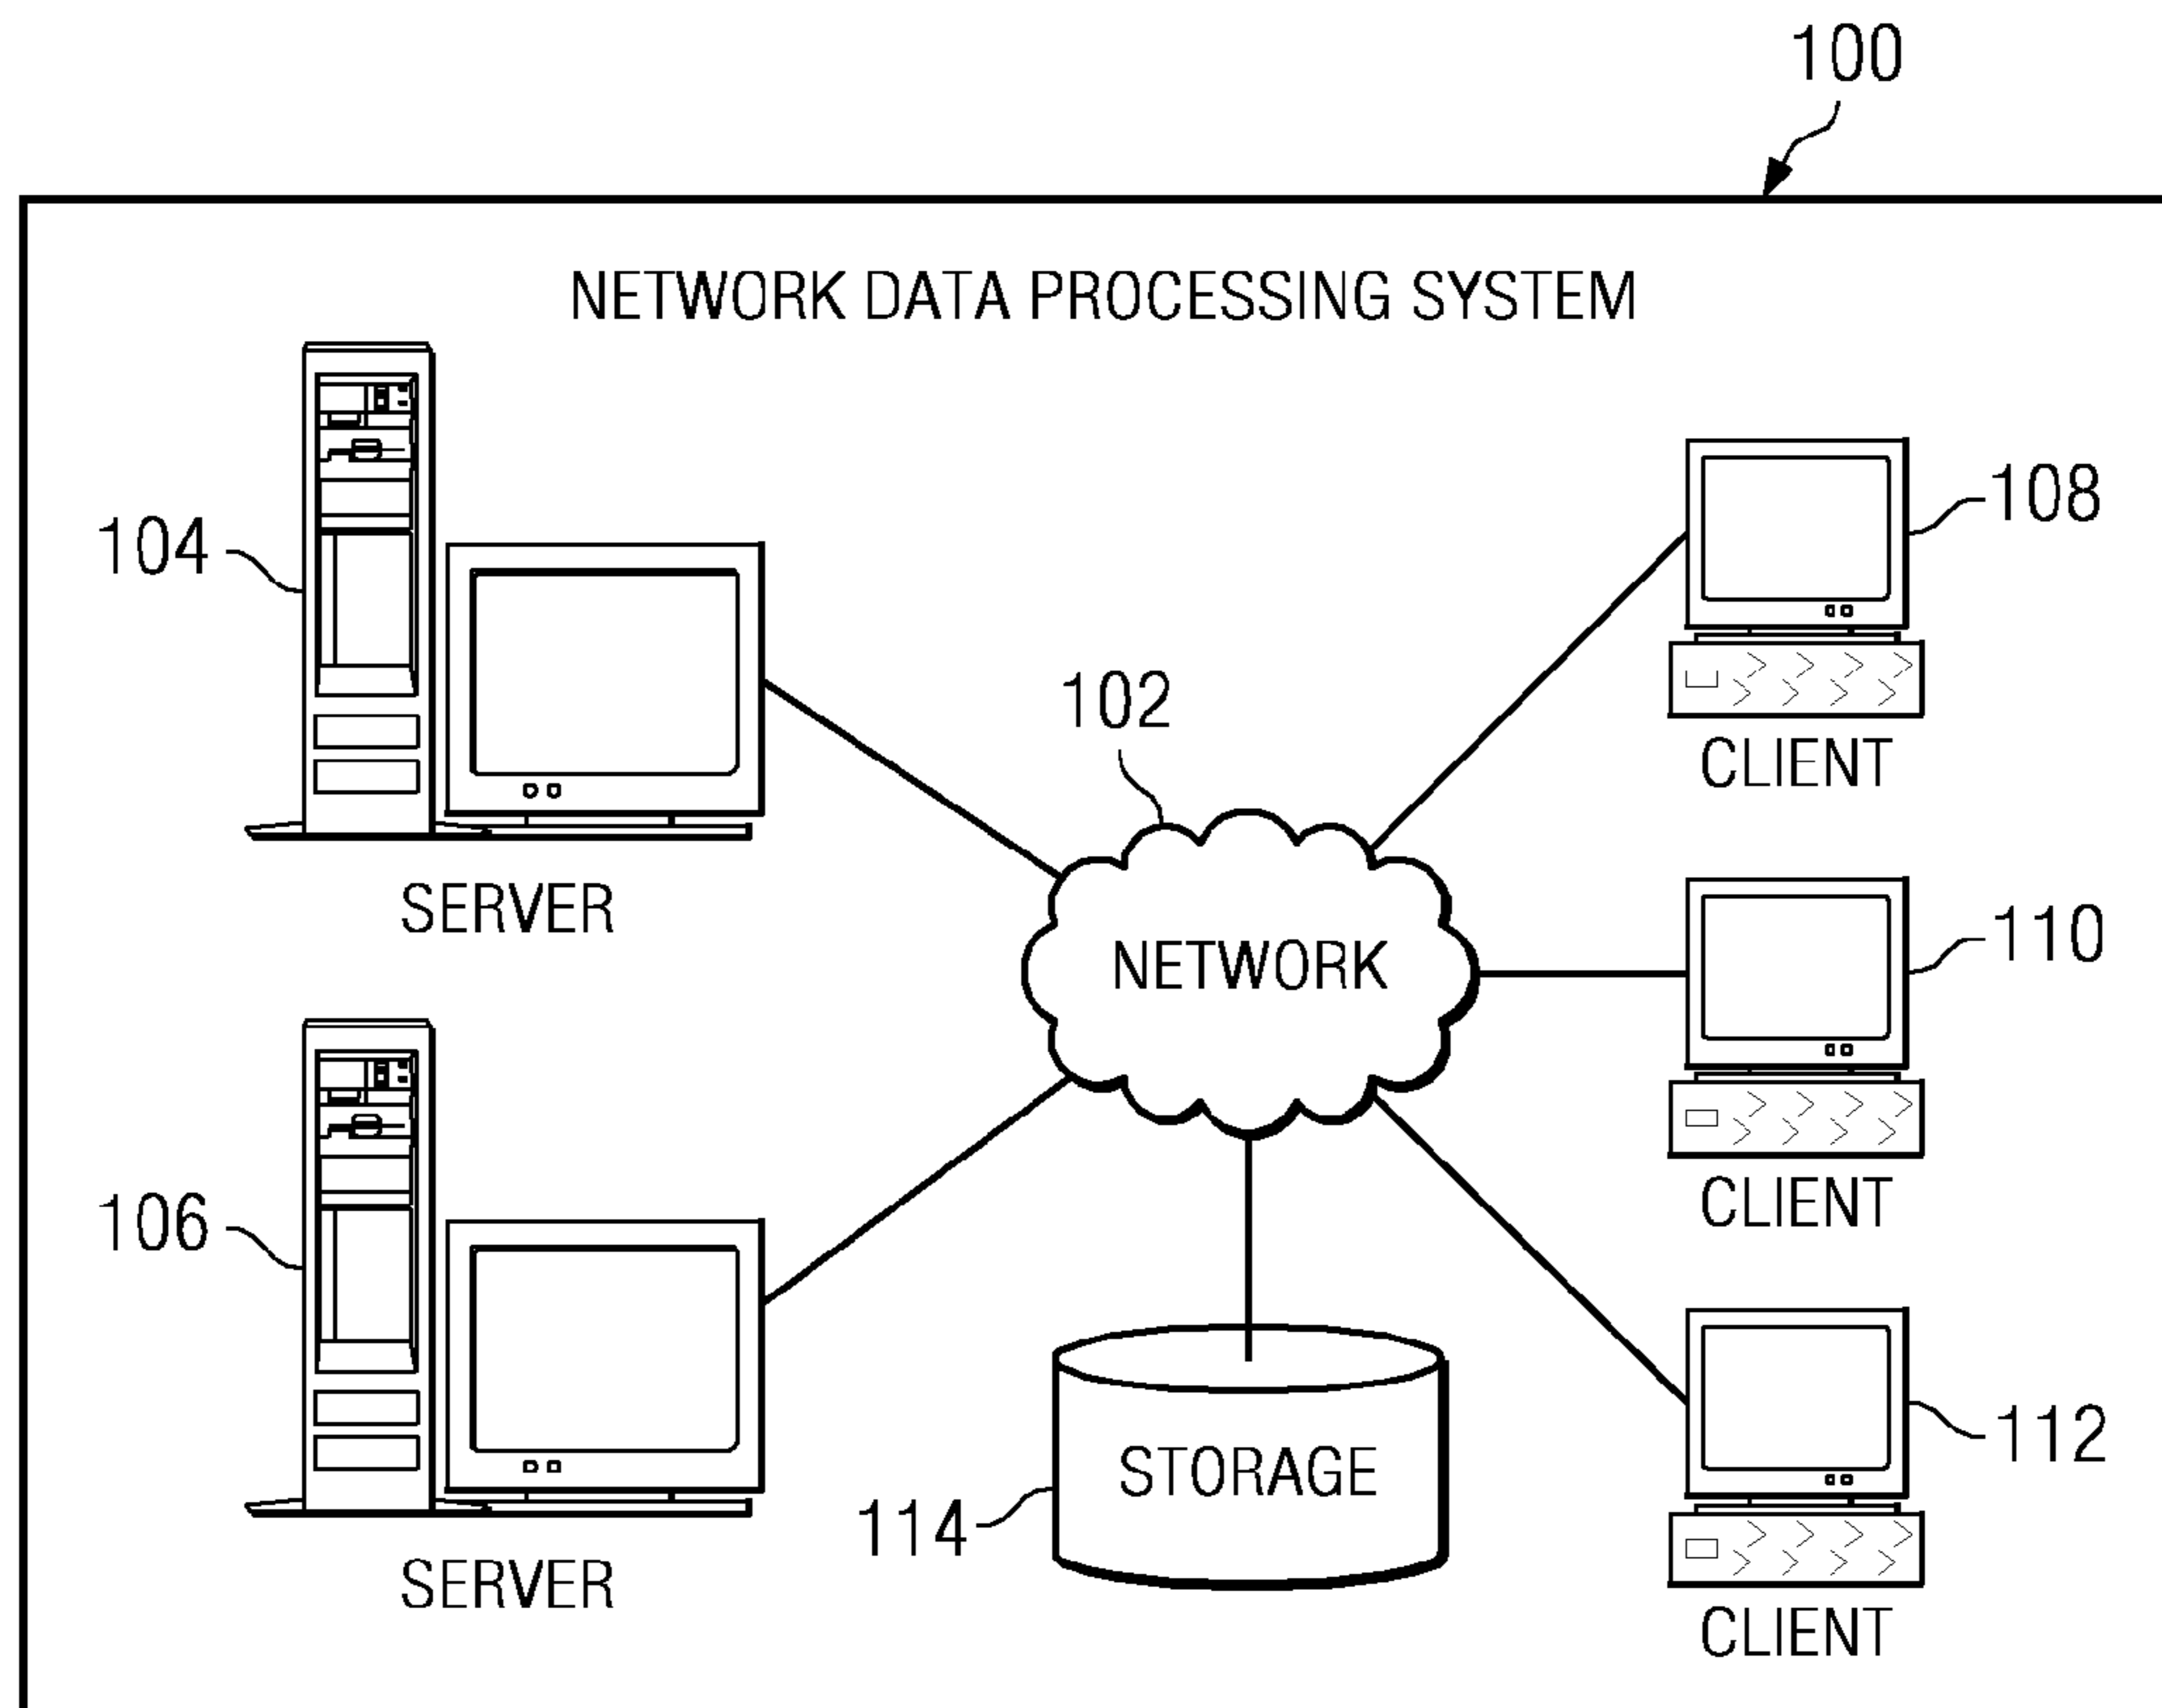 100
NETWORK DATA PROCESSING SYSTEM
104
108
102
CLIENT
SERVER
110
NETWORK
106
CLIENT
112
STORAGE
114
SERVER
CLIENT